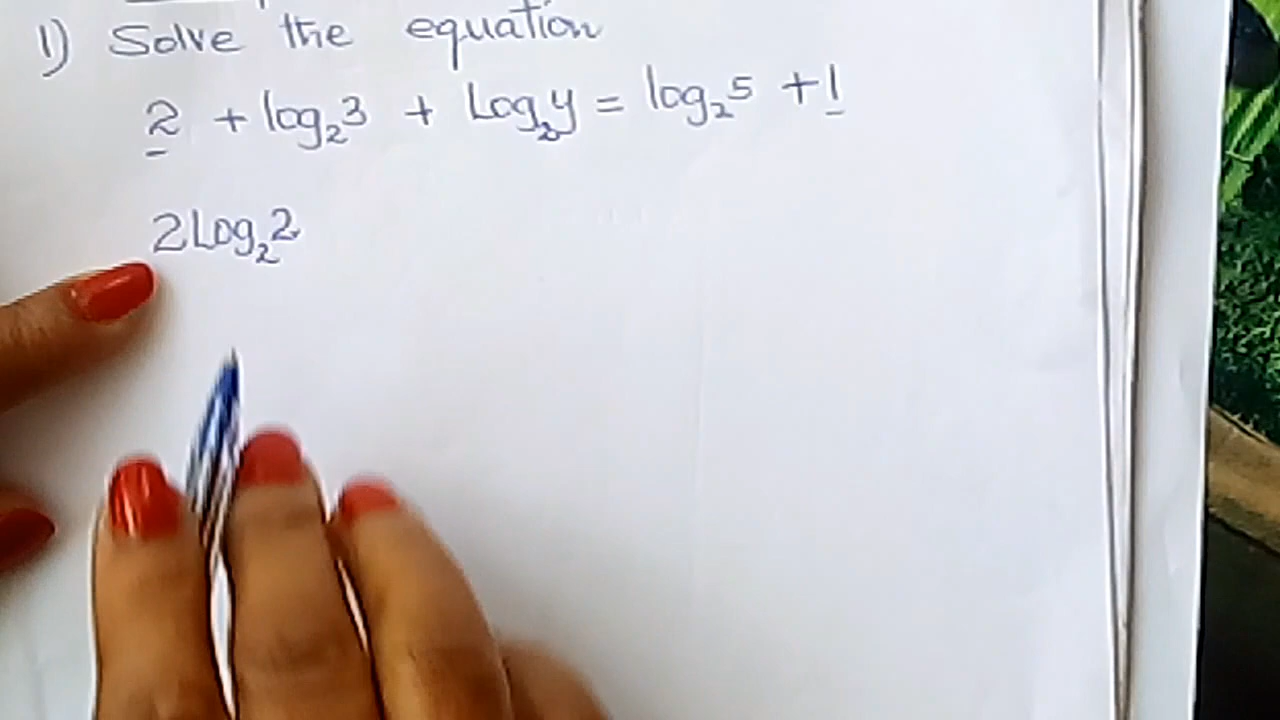 1) Solve the equation
2 + log₂3 + Log₂y = log₂5 + 1
2Log₂2